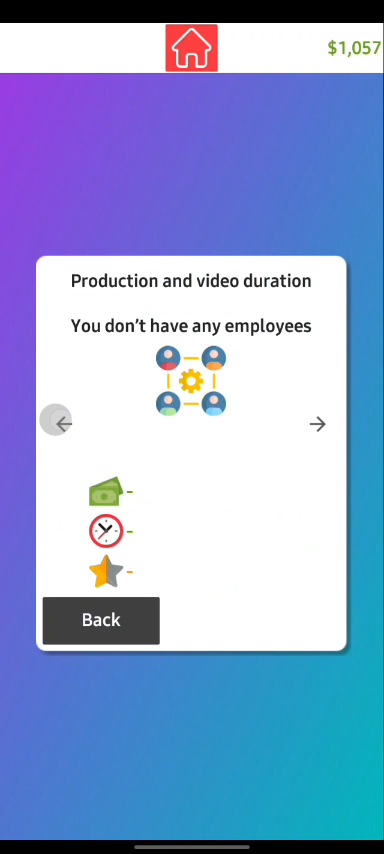 $1,057
Production and video duration
You don't have any employees
-
-
-
Back